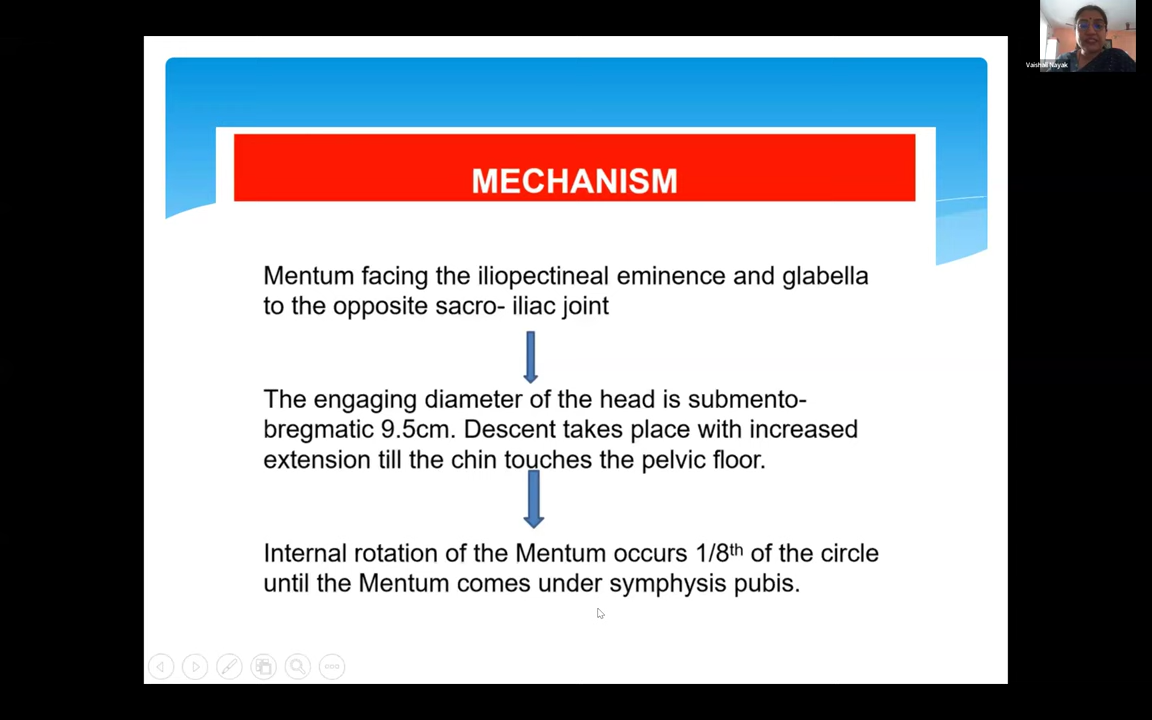 Vaishali Nayak
MECHANISM
Mentum facing the iliopectineal eminence and glabella
to the opposite sacro- iliac joint
The engaging diameter of the head is submento-
bregmatic 9.5cm. Descent takes place with increased
extension till the chin touches the pelvic floor.
Internal rotation of the Mentum occurs 1/8th of the circle
until the Mentum comes under symphysis pubis.